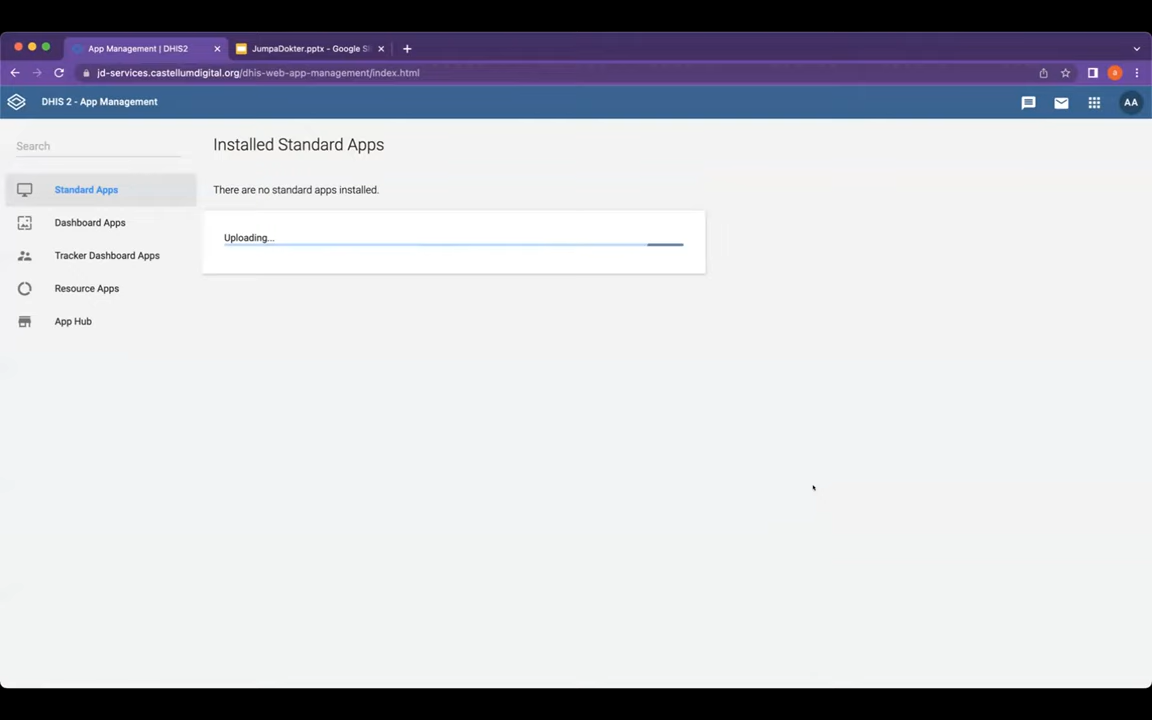 App Management | DHIS2
JumpaDokter.pptx - Google Sl
jd-services.castellumdigital.org/dhis-web-app-management/index.html
a
DHIS 2 - App Management
AA
Search
Installed Standard Apps
Standard Apps
There are no standard apps installed.
Dashboard Apps
Uploading...
Tracker Dashboard Apps
Resource Apps
App Hub